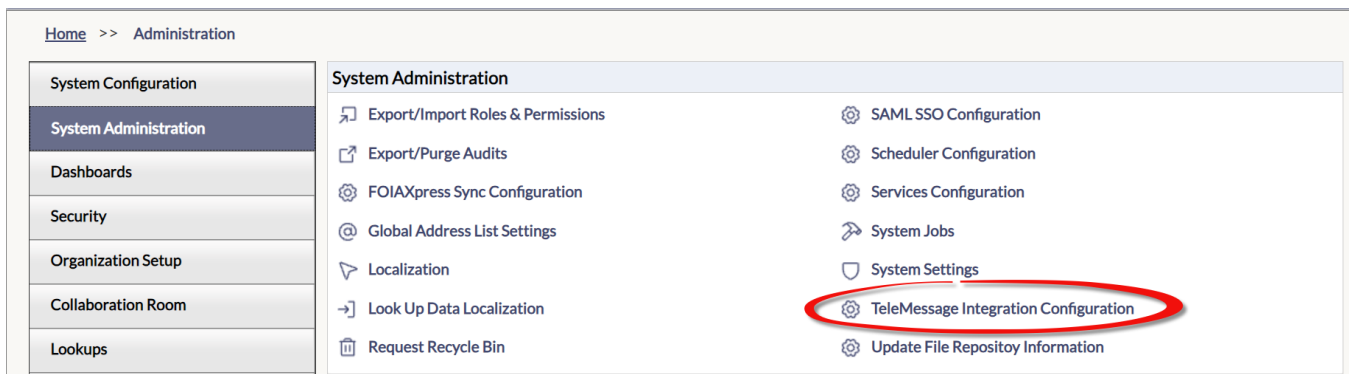 Home >> Administration
System Configuration
System Administration
Dashboards
Security
Organization Setup
Collaboration Room
Lookups
System Administration
Export/Import Roles & Permissions
Export/Purge Audits
FOIAXpress Sync Configuration
Global Address List Settings
Localization
Look Up Data Localization
Request Recycle Bin
SAML SSO Configuration
Scheduler Configuration
Services Configuration
System Jobs
System Settings
TeleMessage Integration Configuration
Update File Repositoy Information